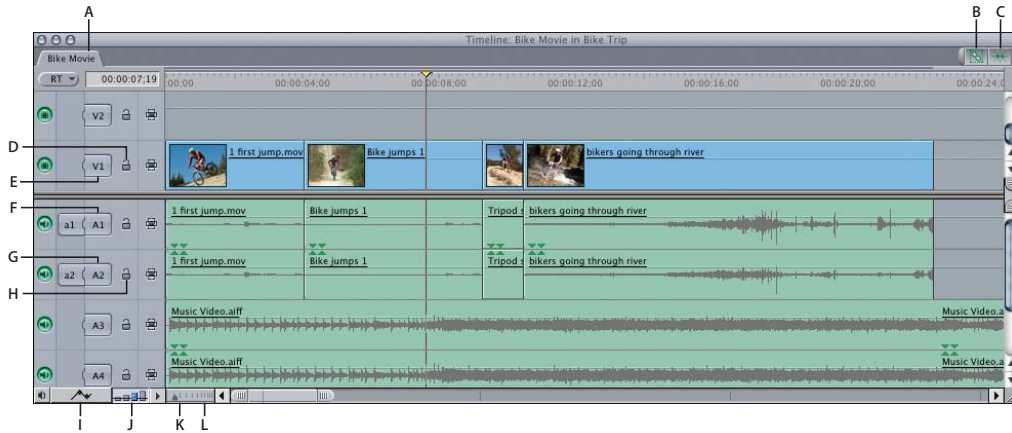 A B C
Timeline: Bike Movie in Bike Trip
Bike Movie
RT 00:00:07;19 00:00 00:00:04;00 00:00:08;00 00:00:12;00 00:00:16;00 00:00:20;00 00:00:24;0
V2
D
E V1 1 first jump.mov Bike jumps 1 bikers going through river
F a1 A1 1 first jump.mov Bike jumps 1 Tripod s bikers going through river
G a2 A2 1 first jump.mov Bike jumps 1 Tripod s bikers going through river
H
A3 Music Video.aiff Music Video.a
A4 Music Video.aiff Music Video.a
I J K L